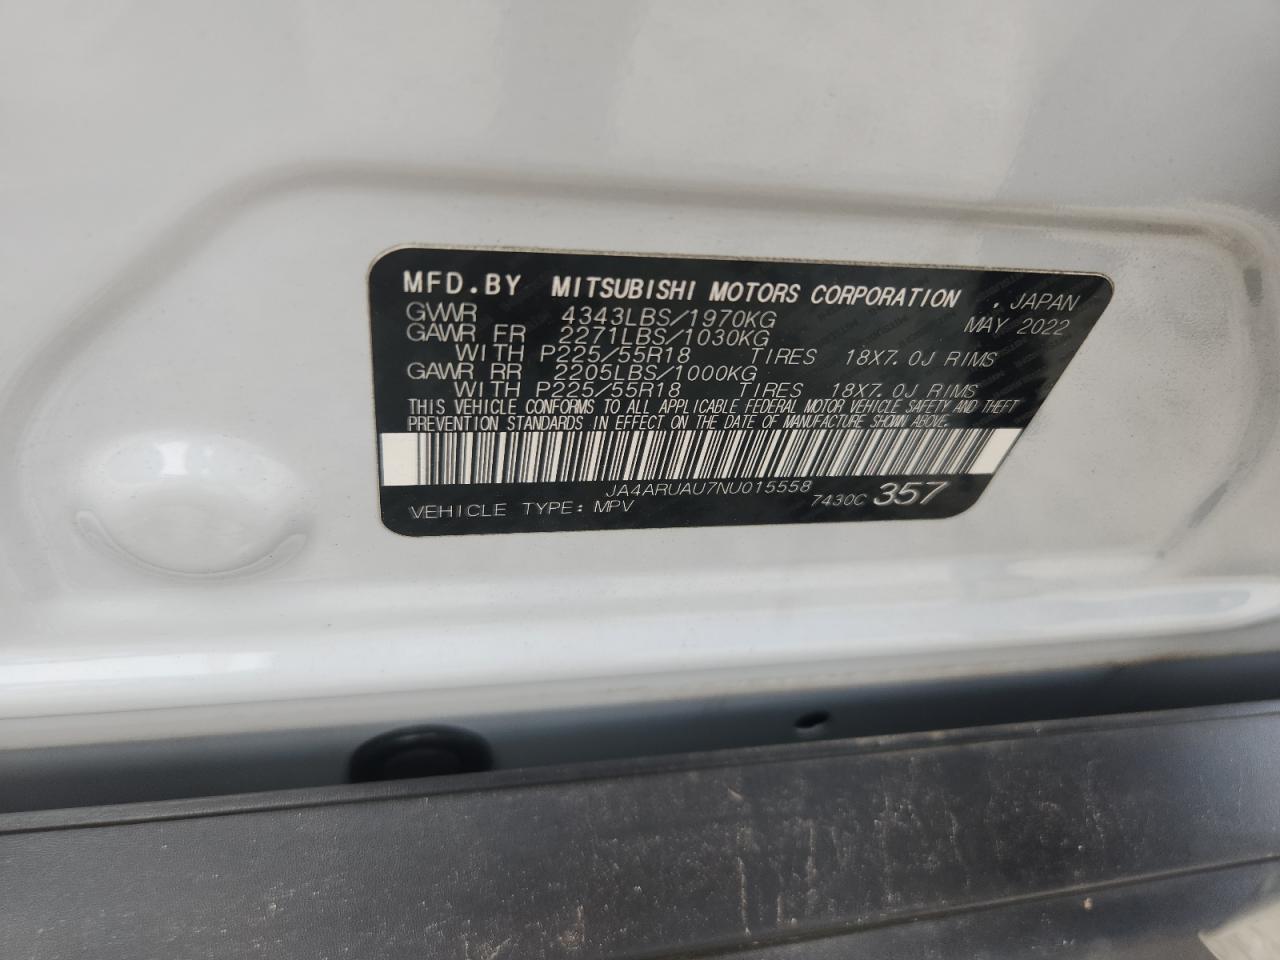 MFD.BY MITSUBISHI MOTORS CORPORATION . JAPAN
GVWR 4343LBS/1970KG MAY 2022
GAWR FR 2271LBS/1030KG
WITH P225/55R18 TIRES 18X7.0J RIMS
GAWR RR 2205LBS/1000KG
WITH P225/55R18 TIRES 18X7.0J RIMS
THIS VEHICLE CONFORMS TO ALL APPLICABLE FEDERAL MOTOR VEHICLE SAFETY AND THEFT
PREVENTION STANDARDS IN EFFECT ON THE DATE OF MANUFACTURE SHOWN ABOVE.
JA4ARUAU7NU015558
VEHICLE TYPE: MPV 7430C 357